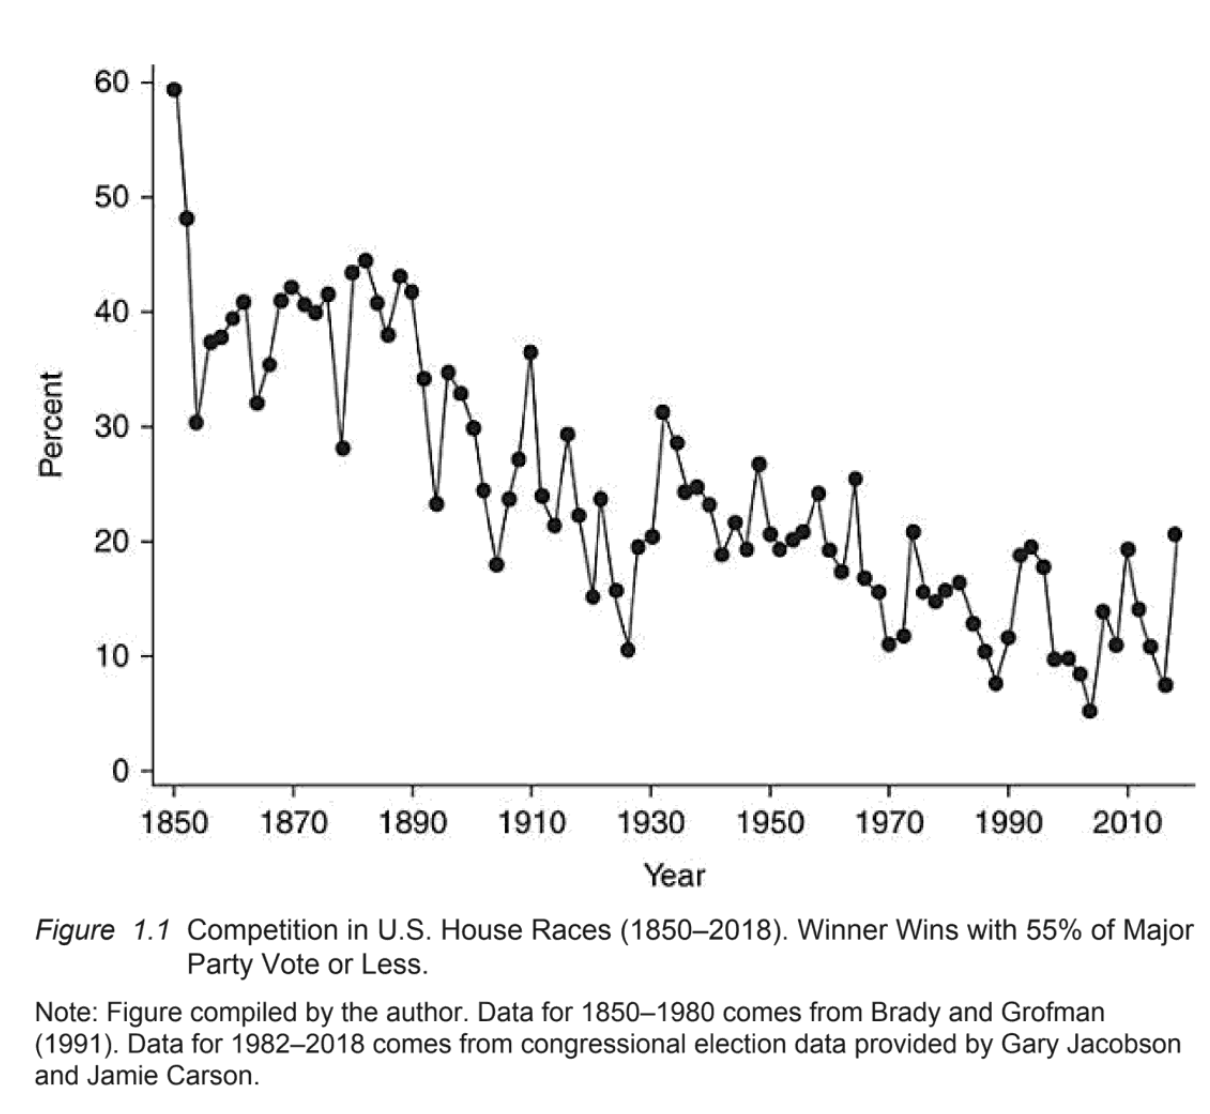 60
50
40
30
20
10
0
Percent
1850 1870 1890 1910 1930 1950 1970 1990 2010
Year
Figure 1.1 Competition in U.S. House Races (1850–2018). Winner Wins with 55% of Major
Party Vote or Less.
Note: Figure compiled by the author. Data for 1850–1980 comes from Brady and Grofman
(1991). Data for 1982–2018 comes from congressional election data provided by Gary Jacobson
and Jamie Carson.